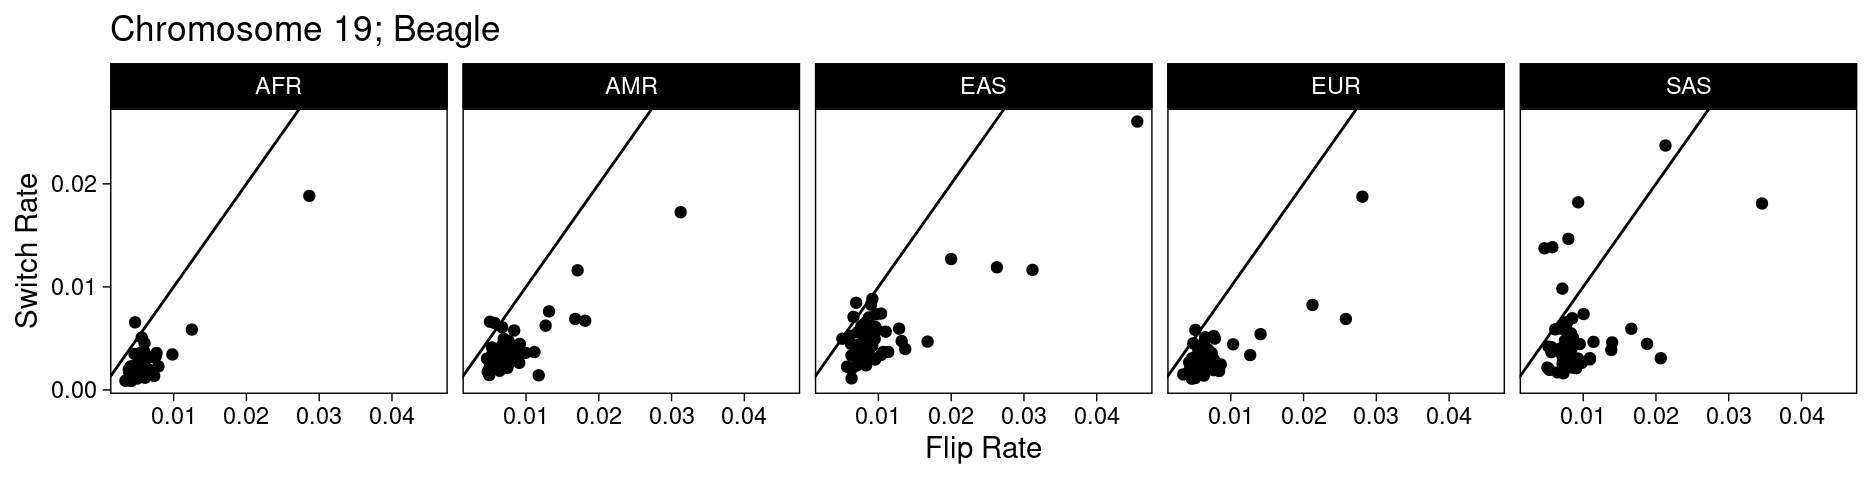 Chromosome 19; Beagle
AFR AMR EAS EUR SAS
Switch Rate
0.02
0.01
0.00
0.01 0.02 0.03 0.04 0.01 0.02 0.03 0.04 0.01 0.02 0.03 0.04 0.01 0.02 0.03 0.04 0.01 0.02 0.03 0.04
Flip Rate